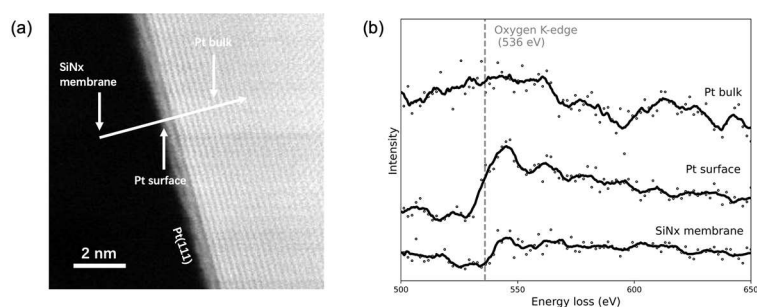 (a)
SiNx
membrane
Pt bulk
Pt surface
Pt(111)
2 nm
(b)
Oxygen K-edge
(536 eV)
Pt bulk
Pt surface
SiNx membrane
Intensity
500
550
600
650
Energy loss (eV)